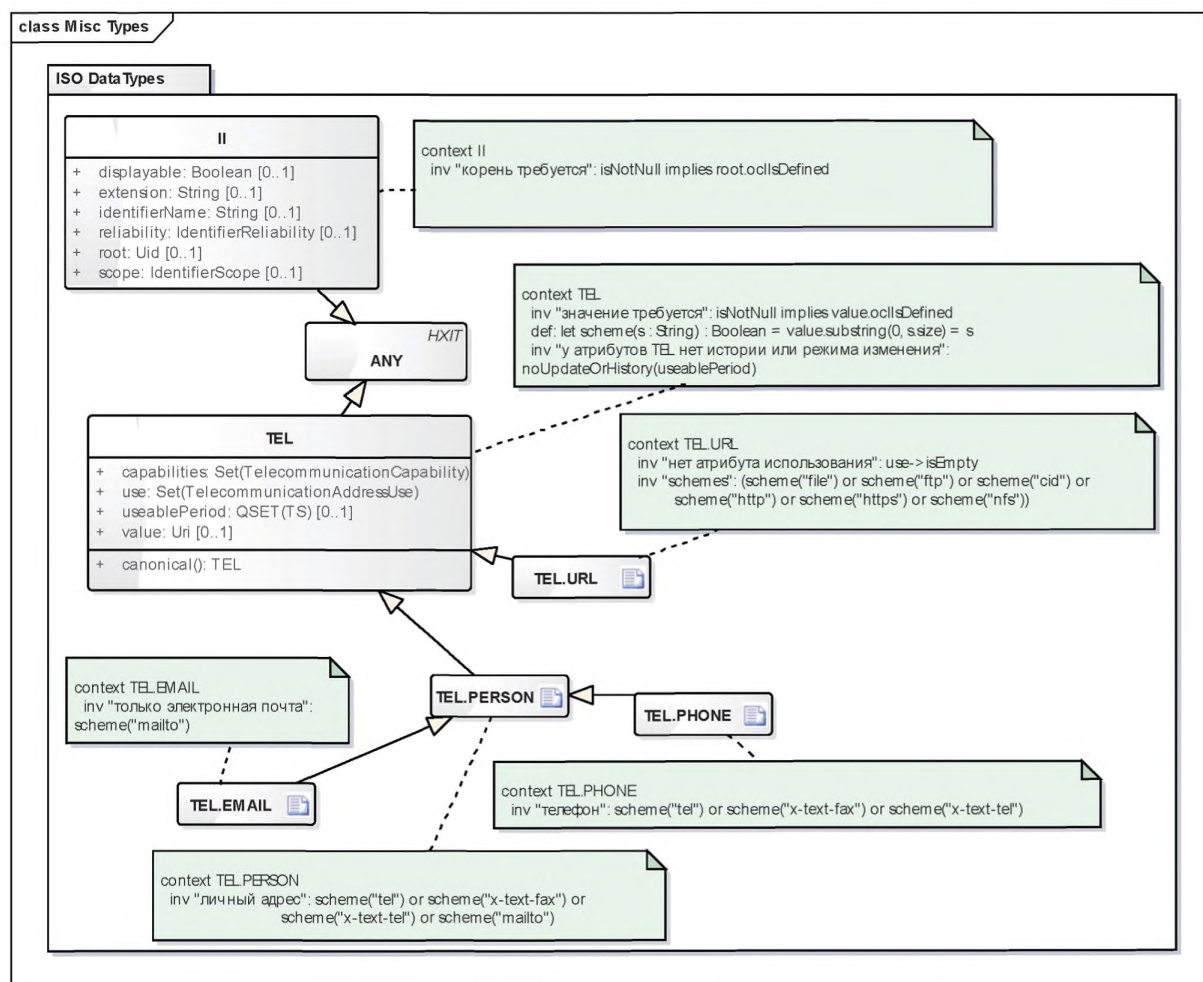 class Misc Types
ISO DataTypes
II
+ displayable: Boolean [0..1]
+ extension: String [0..1]
+ identifierName: String [0..1]
+ reliability: IdentifierReliability [0..1]
+ root: Uid [0..1]
+ scope: IdentifierScope [0..1]
context II
inv "корень требуется": isNotNull implies root.oclIsDefined
HXIT
ANY
context TEL
inv "значение требуется": isNotNull implies value.oclIsDefined
def: let scheme(s : String) : Boolean = value.substring(0, s.size) = s
inv "у атрибутов TEL нет истории или режима изменения":
noUpdateOrHistory(useablePeriod)
TEL
+ capabilities: Set(TelecommunicationCapability)
+ use: Set(TelecommunicationAddressUse)
+ useablePeriod: QSET(TS) [0..1]
+ value: Uri [0..1]
+ canonical(): TEL
context TEL.URL
inv "нет атрибута использования": use->isEmpty
inv "schemes": (scheme("file") or scheme("ftp") or scheme("cid") or
scheme("http") or scheme("https") or scheme("nfs"))
TEL.URL
context TEL.EMAIL
inv "только электронная почта":
scheme("mailto")
TEL.PERSON
TEL.PHONE
TEL.EMAIL
context TEL.PHONE
inv "телефон": scheme("tel") or scheme("x-text-fax") or scheme("x-text-tel")
context TEL.PERSON
inv "личный адрес": scheme("tel") or scheme("x-text-fax") or
scheme("x-text-tel") or scheme("mailto")